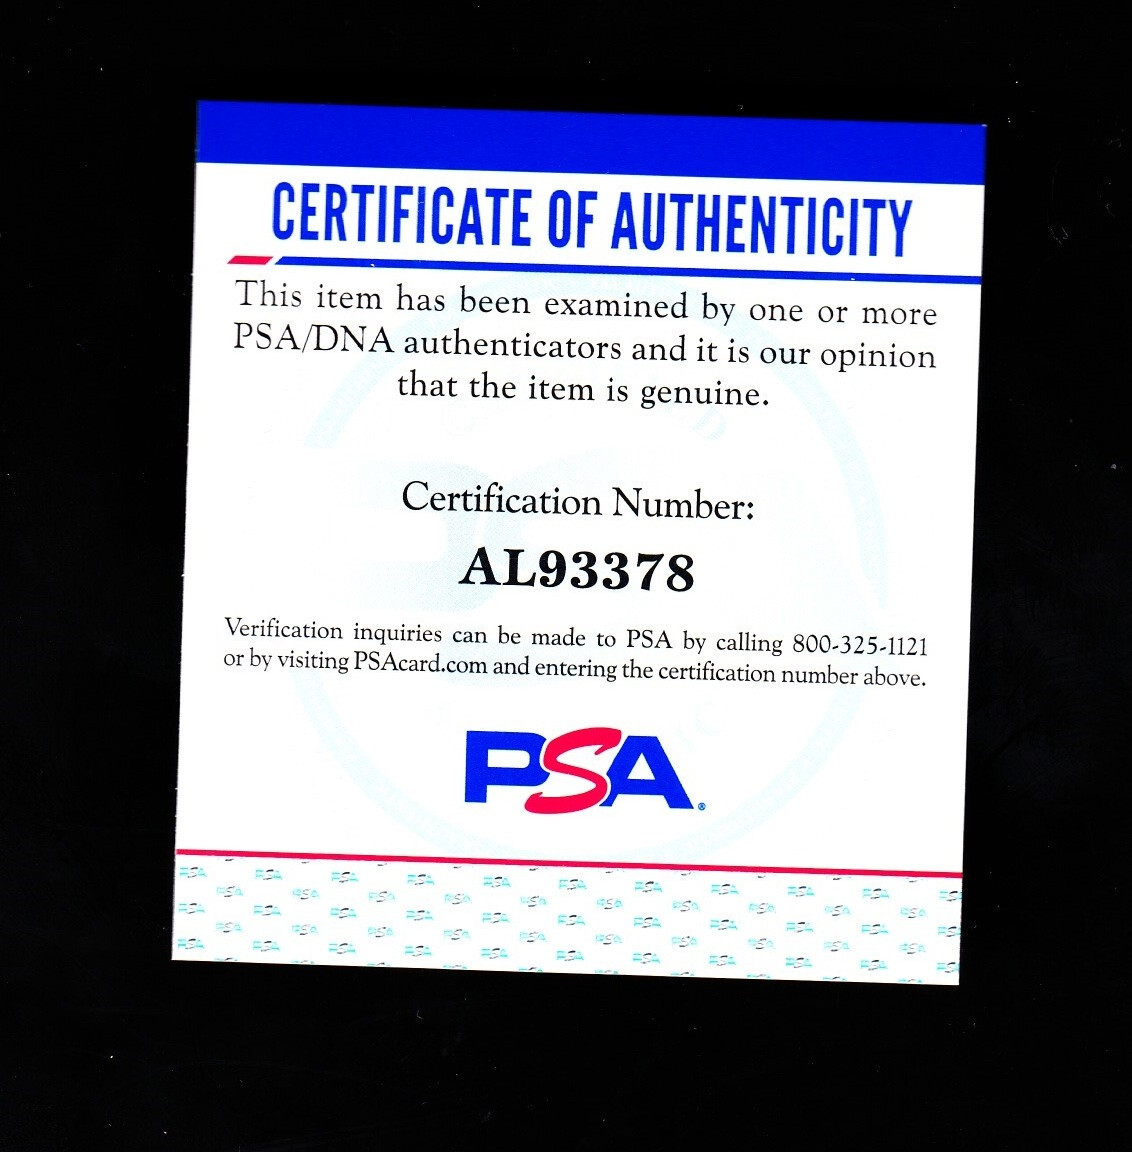 CERTIFICATE OF AUTHENTICITY
This item has been examined by one or more
PSA/DNA authenticators and it is our opinion
that the item is genuine.
Certification Number:
AL93378
Verification inquiries can be made to PSA by calling 800-325-1121
or by visiting PSAcard.com and entering the certification number above.
PSA®